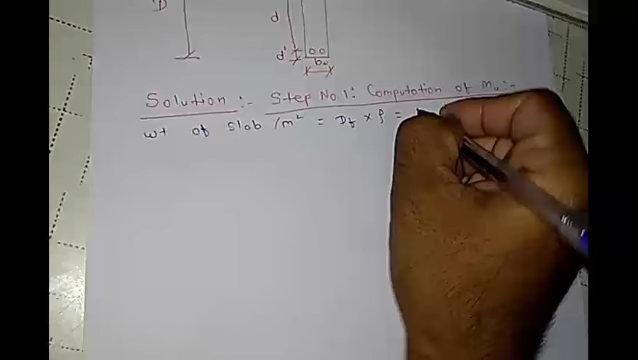 D
d
d'
b
Solution :- Step No.1: Computation of Mu :-
wt of slab /m² = Df × ρ =